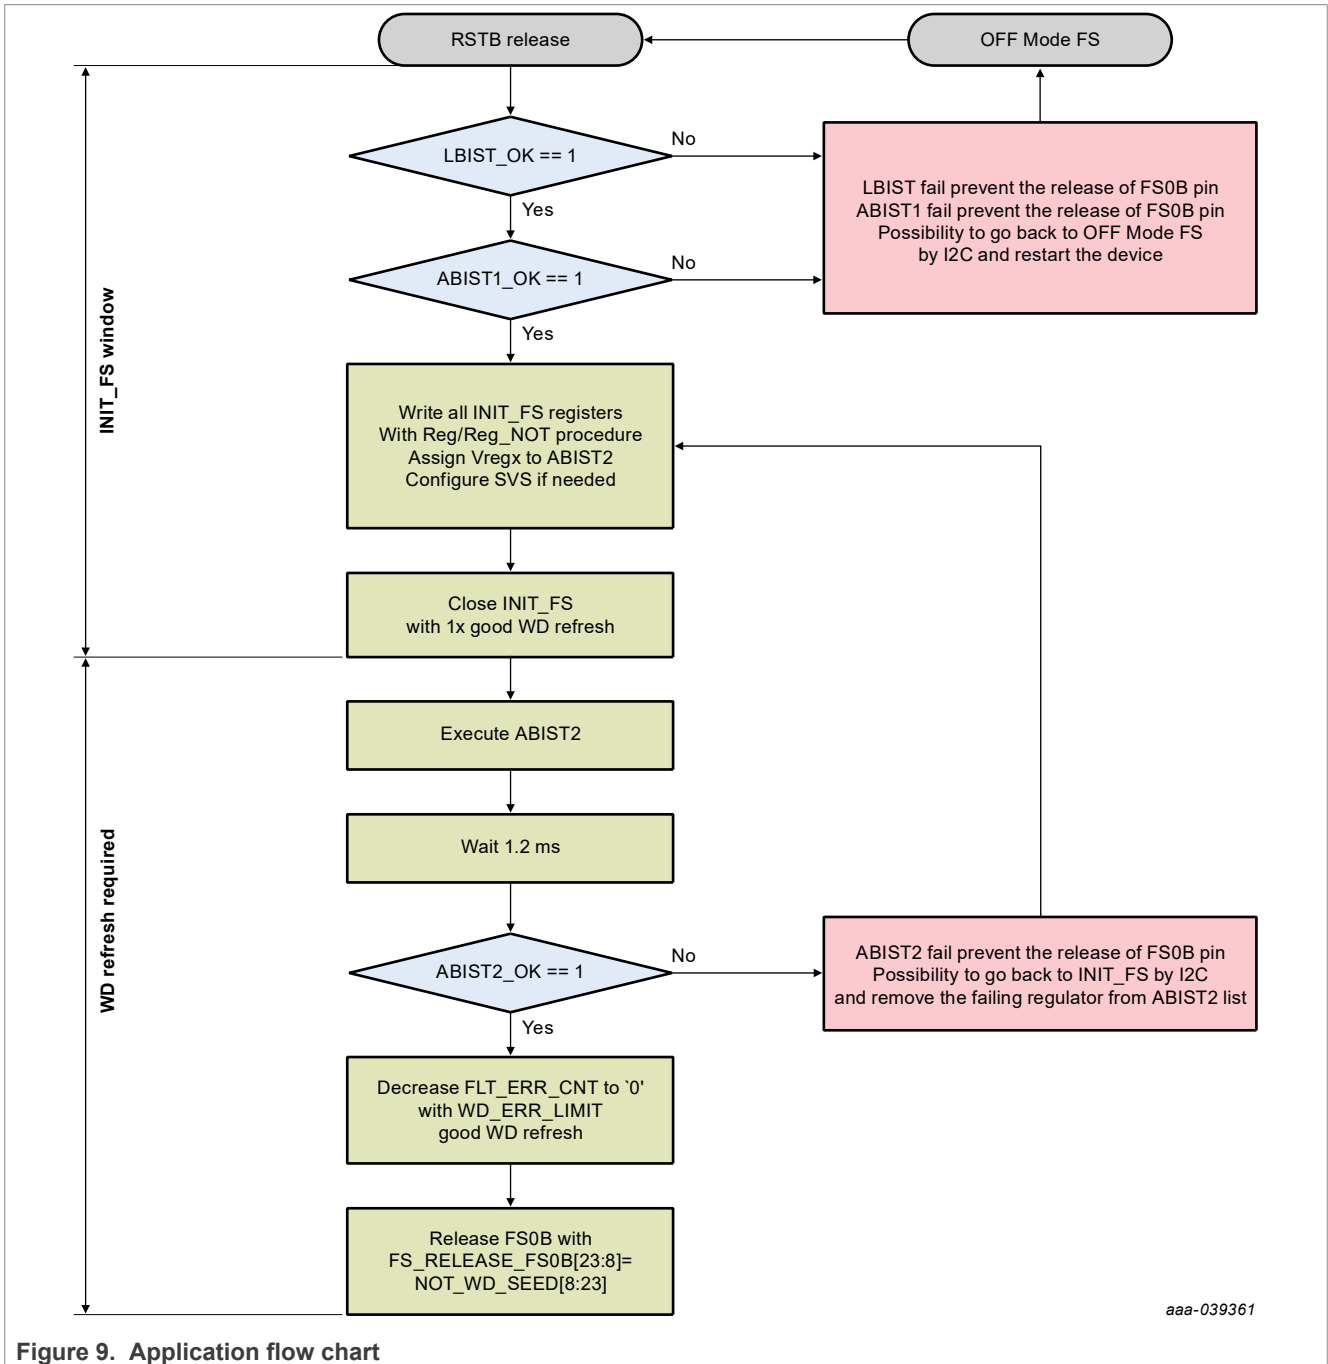 RSTB release
OFF Mode FS
LBIST_OK == 1
No
Yes
LBIST fail prevent the release of FS0B pin
ABIST1 fail prevent the release of FS0B pin
Possibility to go back to OFF Mode FS
by I2C and restart the device
ABIST1_OK == 1
No
Yes
INIT_FS window
Write all INIT_FS registers
With Reg/Reg_NOT procedure
Assign Vregx to ABIST2
Configure SVS if needed
Close INIT_FS
with 1x good WD refresh
WD refresh required
Execute ABIST2
Wait 1.2 ms
ABIST2_OK == 1
No
Yes
ABIST2 fail prevent the release of FS0B pin
Possibility to go back to INIT_FS by I2C
and remove the failing regulator from ABIST2 list
Decrease FLT_ERR_CNT to `0'
with WD_ERR_LIMIT
good WD refresh
Release FS0B with
FS_RELEASE_FS0B[23:8]=
NOT_WD_SEED[8:23]
aaa-039361
Figure 9. Application flow chart